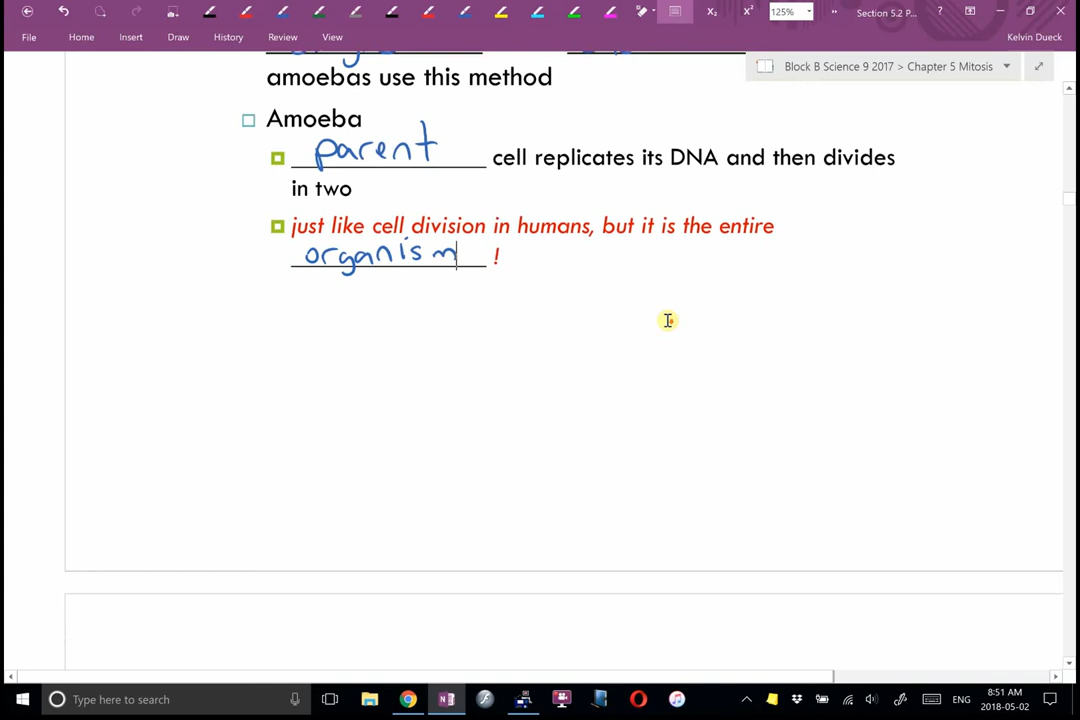 125%
Section 5.2 P...
File Home Insert Draw History Review View
Kelvin Dueck
Block B Science 9 2017 > Chapter 5 Mitosis
amoebas use this method
Amoeba
parent cell replicates its DNA and then divides
in two
just like cell division in humans, but it is the entire
organism !
Type here to search
ENG
8:51 AM
2018-05-02